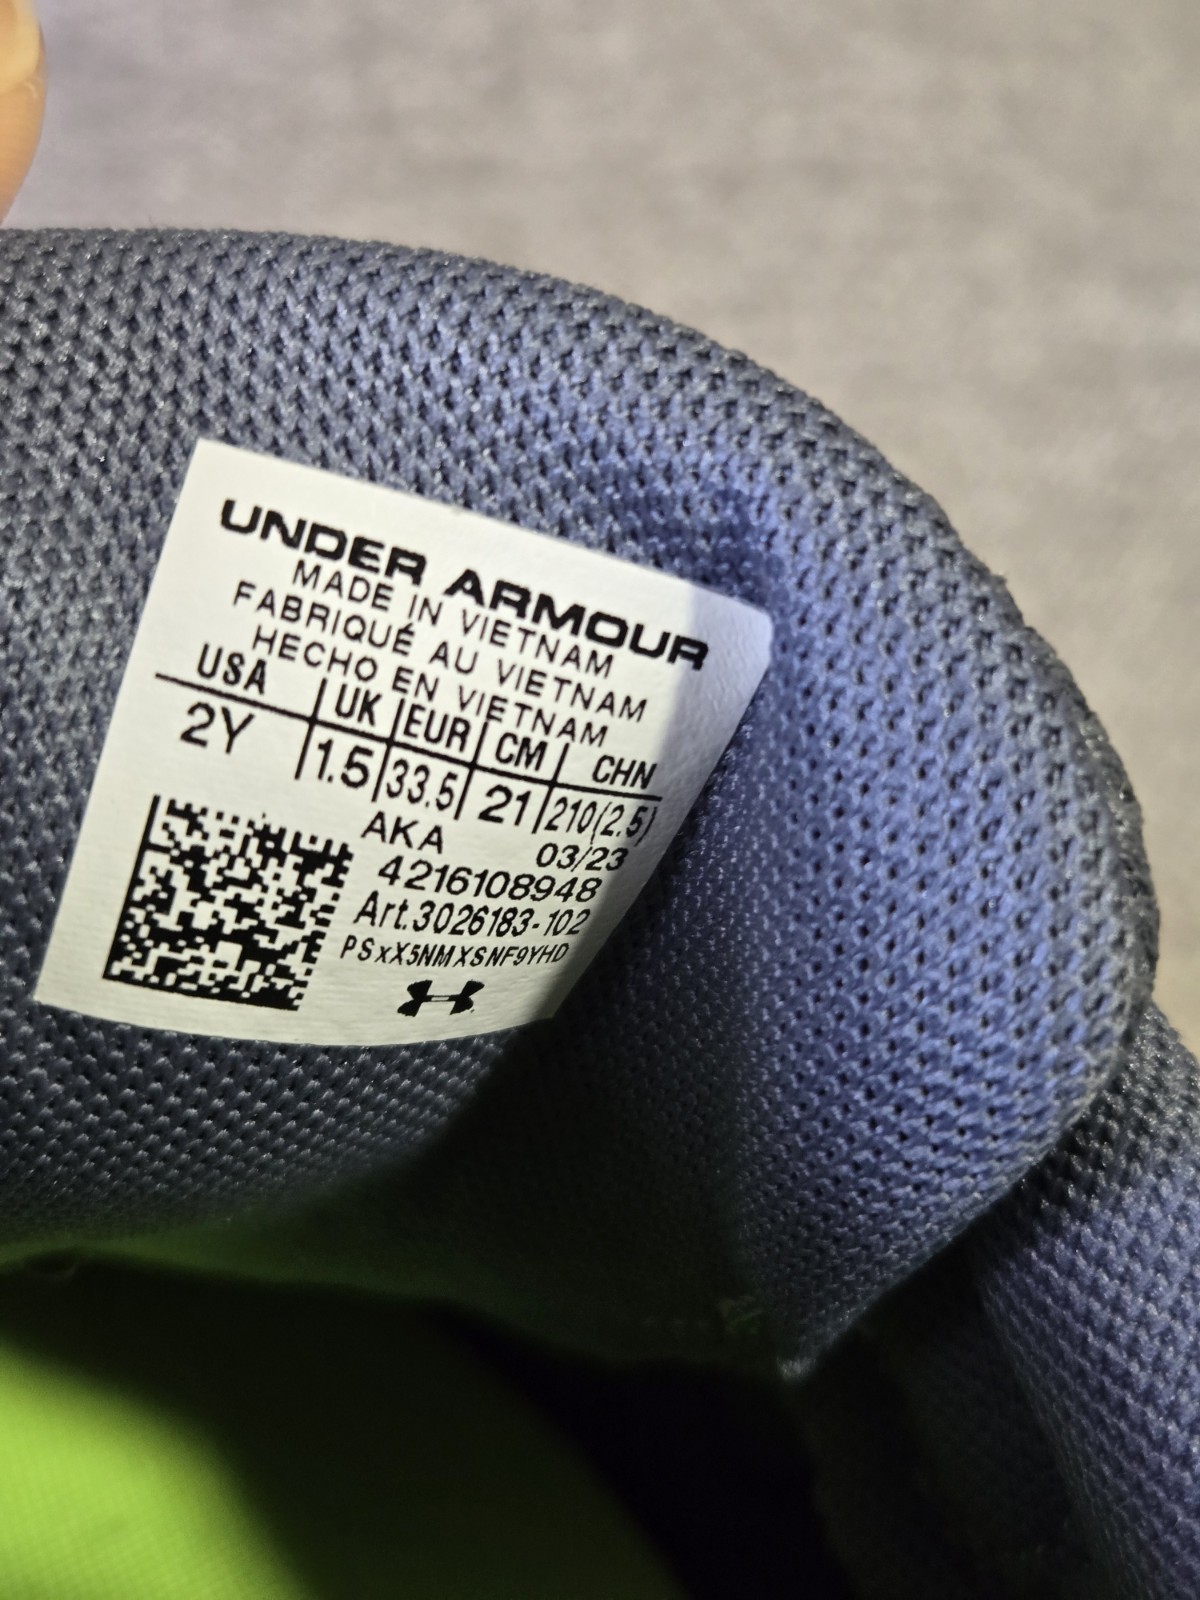 UNDER ARMOUR
MADE IN VIETNAM
FABRIQUÉ AU VIETNAM
HECHO EN VIETNAM
USA UK EUR CM CHN
2Y 1.5 33.5 21 210(2.5)
AKA 03/23
4216108948
Art.3026183-102
PSxX5NMXSNF9YHD